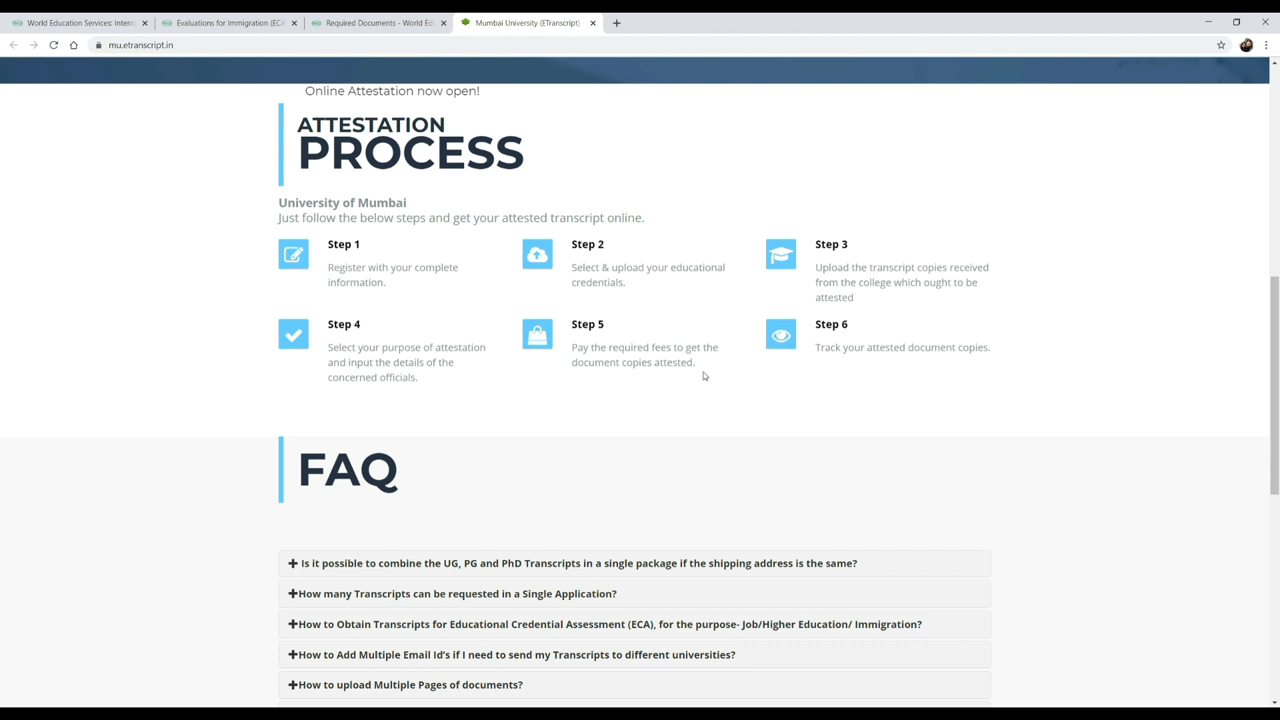 World Education Services: Intern
Evaluations for Immigration (ECA
Required Documents - World Ed
Mumbai University (ETranscript)
mu.etranscript.in
Online Attestation now open!
ATTESTATION
PROCESS
University of Mumbai
Just follow the below steps and get your attested transcript online.
Step 1
Register with your complete
information.
Step 2
Select & upload your educational
credentials.
Step 3
Upload the transcript copies received
from the college which ought to be
attested
Step 4
Select your purpose of attestation
and input the details of the
concerned officials.
Step 5
Pay the required fees to get the
document copies attested.
Step 6
Track your attested document copies.
FAQ
Is it possible to combine the UG, PG and PhD Transcripts in a single package if the shipping address is the same?
How many Transcripts can be requested in a Single Application?
How to Obtain Transcripts for Educational Credential Assessment (ECA), for the purpose- Job/Higher Education/ Immigration?
How to Add Multiple Email Id's if I need to send my Transcripts to different universities?
How to upload Multiple Pages of documents?